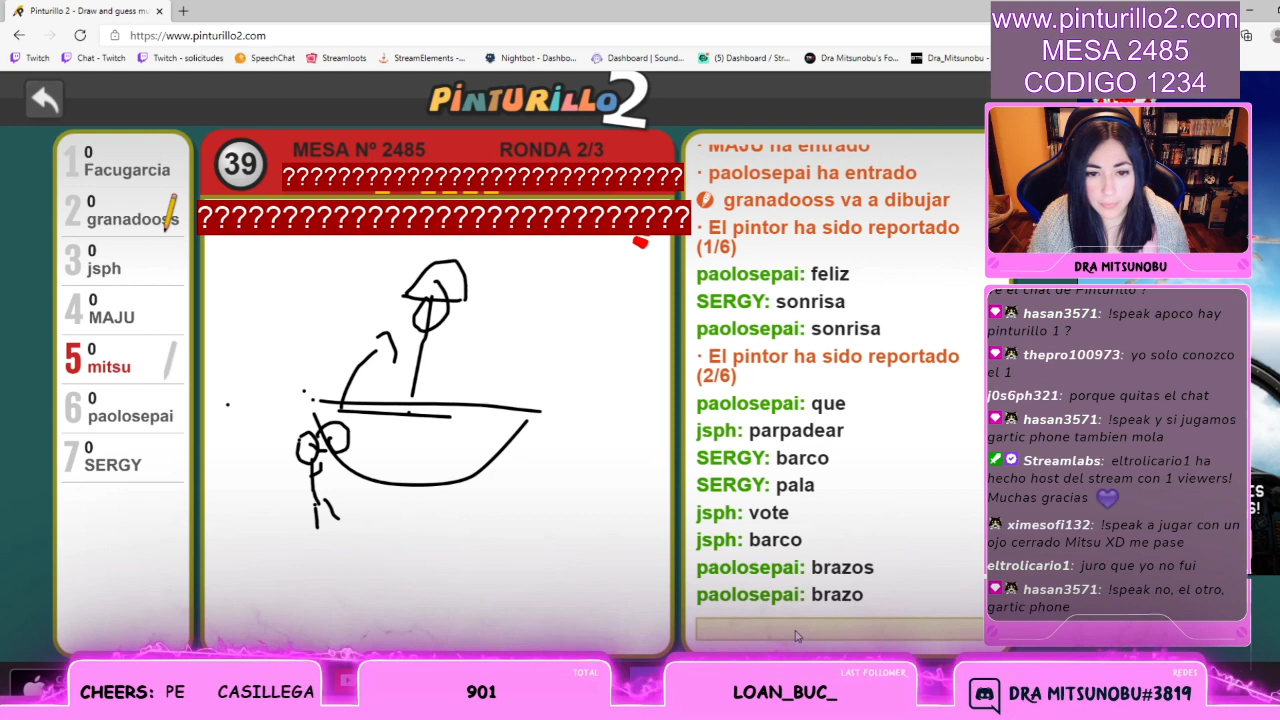 Pinturillo 2 - Draw and guess mu
https://www.pinturillo2.com
Twitch
Chat - Twitch
Twitch - solicitudes
SpeechChat
Streamloots
StreamElements -...
Nightbot - Dashbo...
Dashboard | Sound...
(5) Dashboard / Str...
Dra Mitsunobu's Fo...
Dra_Mitsunobu -
www.pinturillo2.com
MESA 2485
CODIGO 1234
PINTURILLO 2
1 0 Facugarcia
2 0 granadooss
3 0 jsph
4 0 MAJU
5 0 mitsu
6 0 paolosepai
7 0 SERGY
39
MESA Nº 2485
RONDA 2/3
?????????????????????????????
?????????????????????????????
· MAJU ha entrado
· paolosepai ha entrado
granadooss va a dibujar
· El pintor ha sido reportado
(1/6)
paolosepai: feliz
SERGY: sonrisa
paolosepai: sonrisa
· El pintor ha sido reportado
(2/6)
paolosepai: que
jsph: parpadear
SERGY: barco
SERGY: pala
jsph: vote
jsph: barco
paolosepai: brazos
paolosepai: brazo
DRA MITSUNOBU
re el chat de Pinturillo ?
hasan3571: !speak apoco hay
pinturillo 1 ?
thepro100973: yo solo conozco
el 1
j0s6ph321: porque quitas el chat
hasan3571: !speak y si jugamos
gartic phone tambien mola
Streamlabs: eltrolicario1 ha
hecho host del stream con 1 viewers!
Muchas gracias
ximesofi132: !speak a jugar con un
ojo cerrado Mitsu XD me pase
eltrolicario1: juro que yo no fui
hasan3571: !speak no, el otro,
gartic phone
CHEERS: PE CASILLEGA
TOTAL
901
LAST FOLLOWER
LOAN_BUC_
REDES
DRA MITSUNOBU#3819